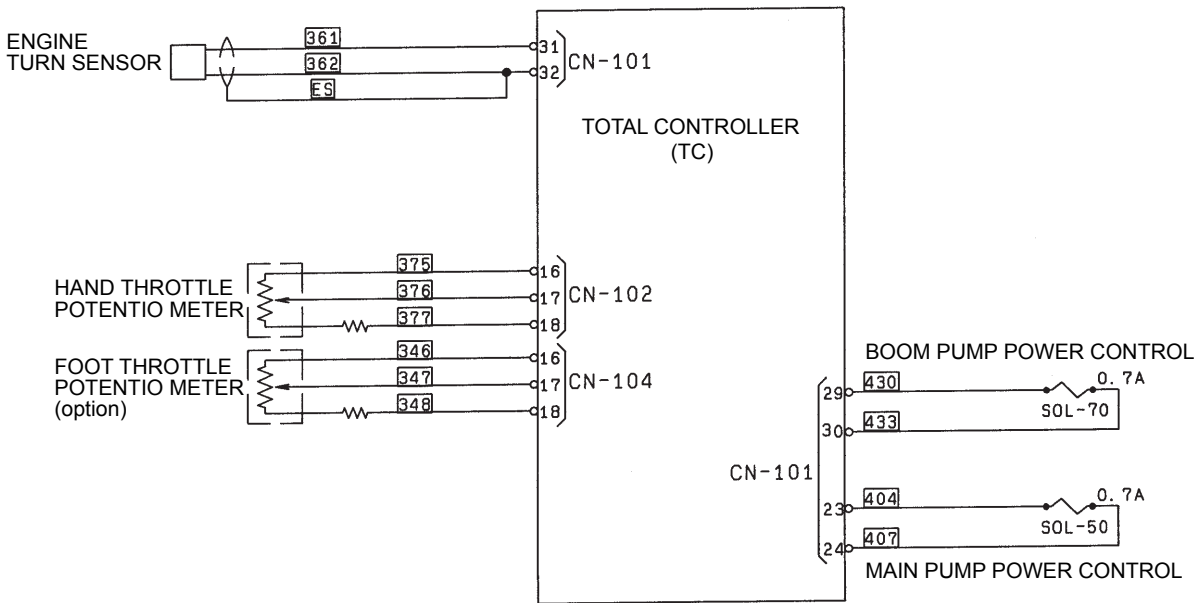 ENGINE
TURN SENSOR
361
362
ES
31
32
CN-101
TOTAL CONTROLLER
(TC)
HAND THROTTLE
POTENTIO METER
375
376
377
16
17
18
CN-102
FOOT THROTTLE
POTENTIO METER
(option)
346
347
348
16
17
18
CN-104
BOOM PUMP POWER CONTROL
29
430
0.7A
SOL-70
30
433
CN-101
23
404
0.7A
SOL-50
24
407
MAIN PUMP POWER CONTROL